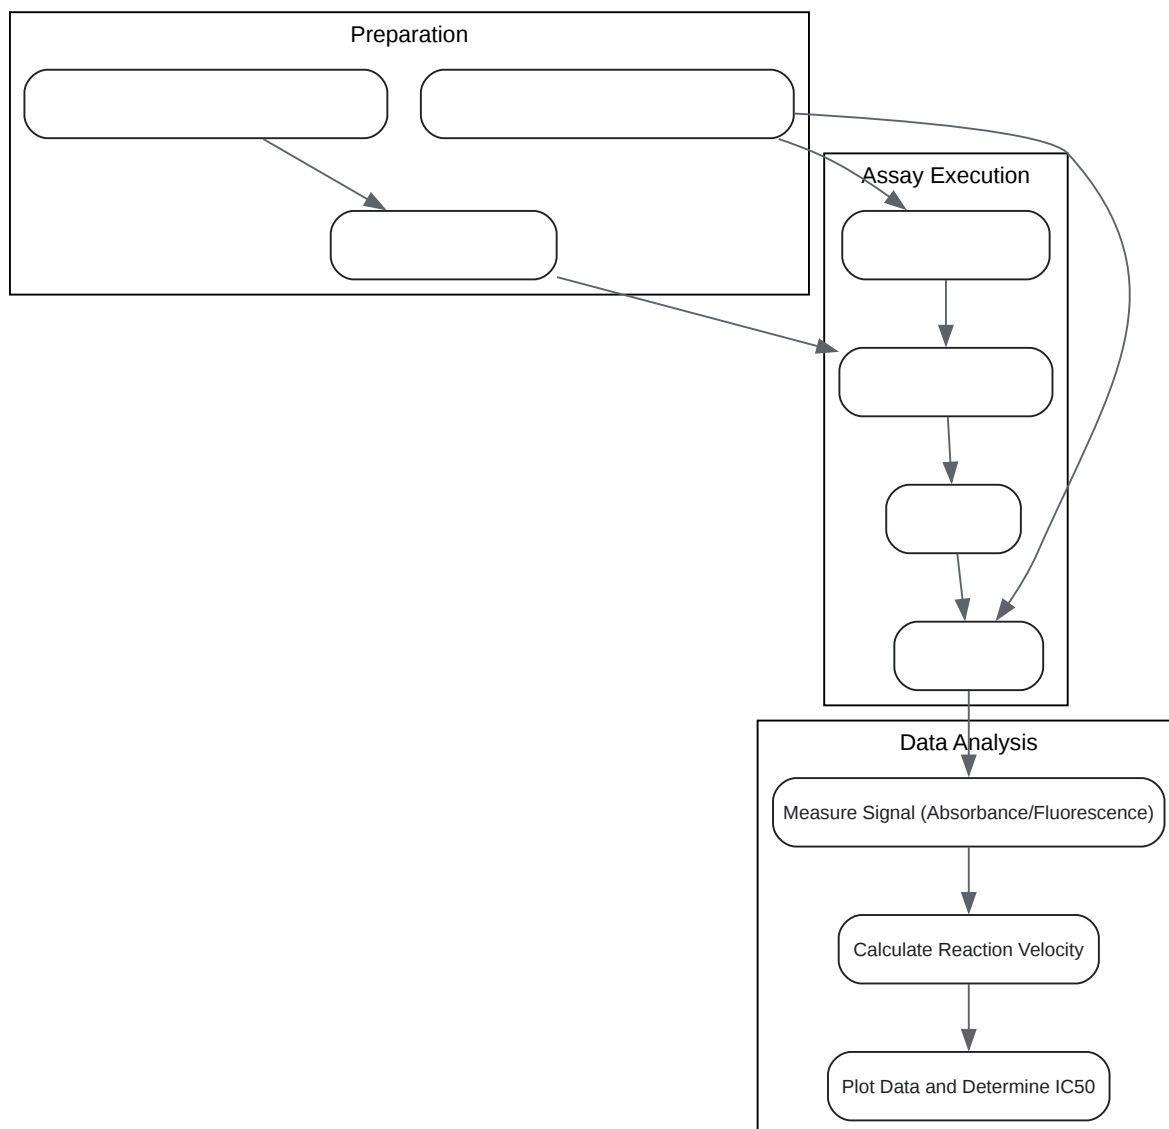 Preparation
Assay Execution
Data Analysis
Measure Signal (Absorbance/Fluorescence)
Calculate Reaction Velocity
Plot Data and Determine IC50